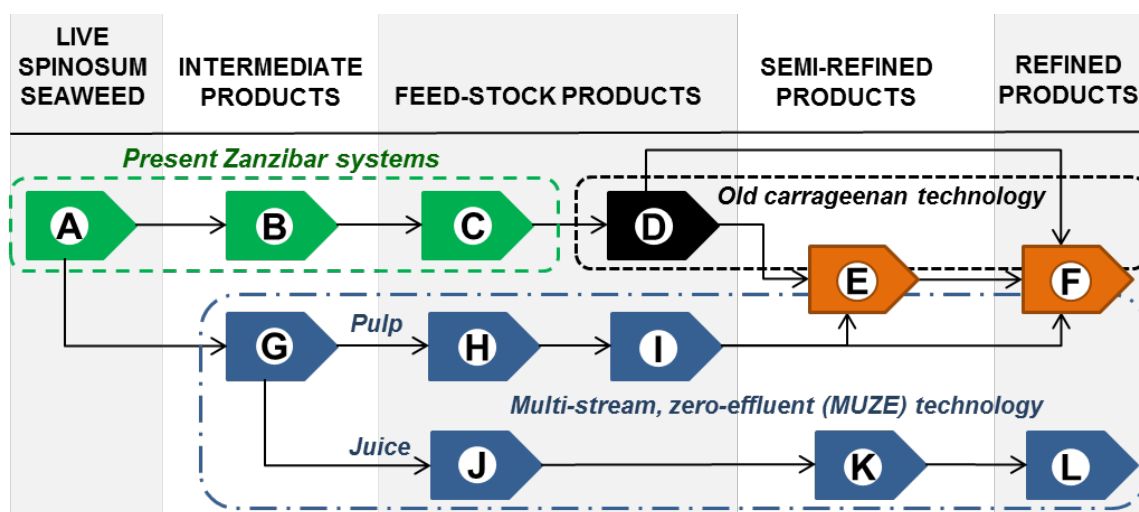 LIVE
SPINOSUM
SEAWEED
INTERMEDIATE
PRODUCTS
FEED-STOCK PRODUCTS
SEMI-REFINED
PRODUCTS
REFINED
PRODUCTS
Present Zanzibar systems
Old carrageenan technology
A
B
C
D
E
F
Pulp
G
H
I
Multi-stream, zero-effluent (MUZE) technology
Juice
J
K
L